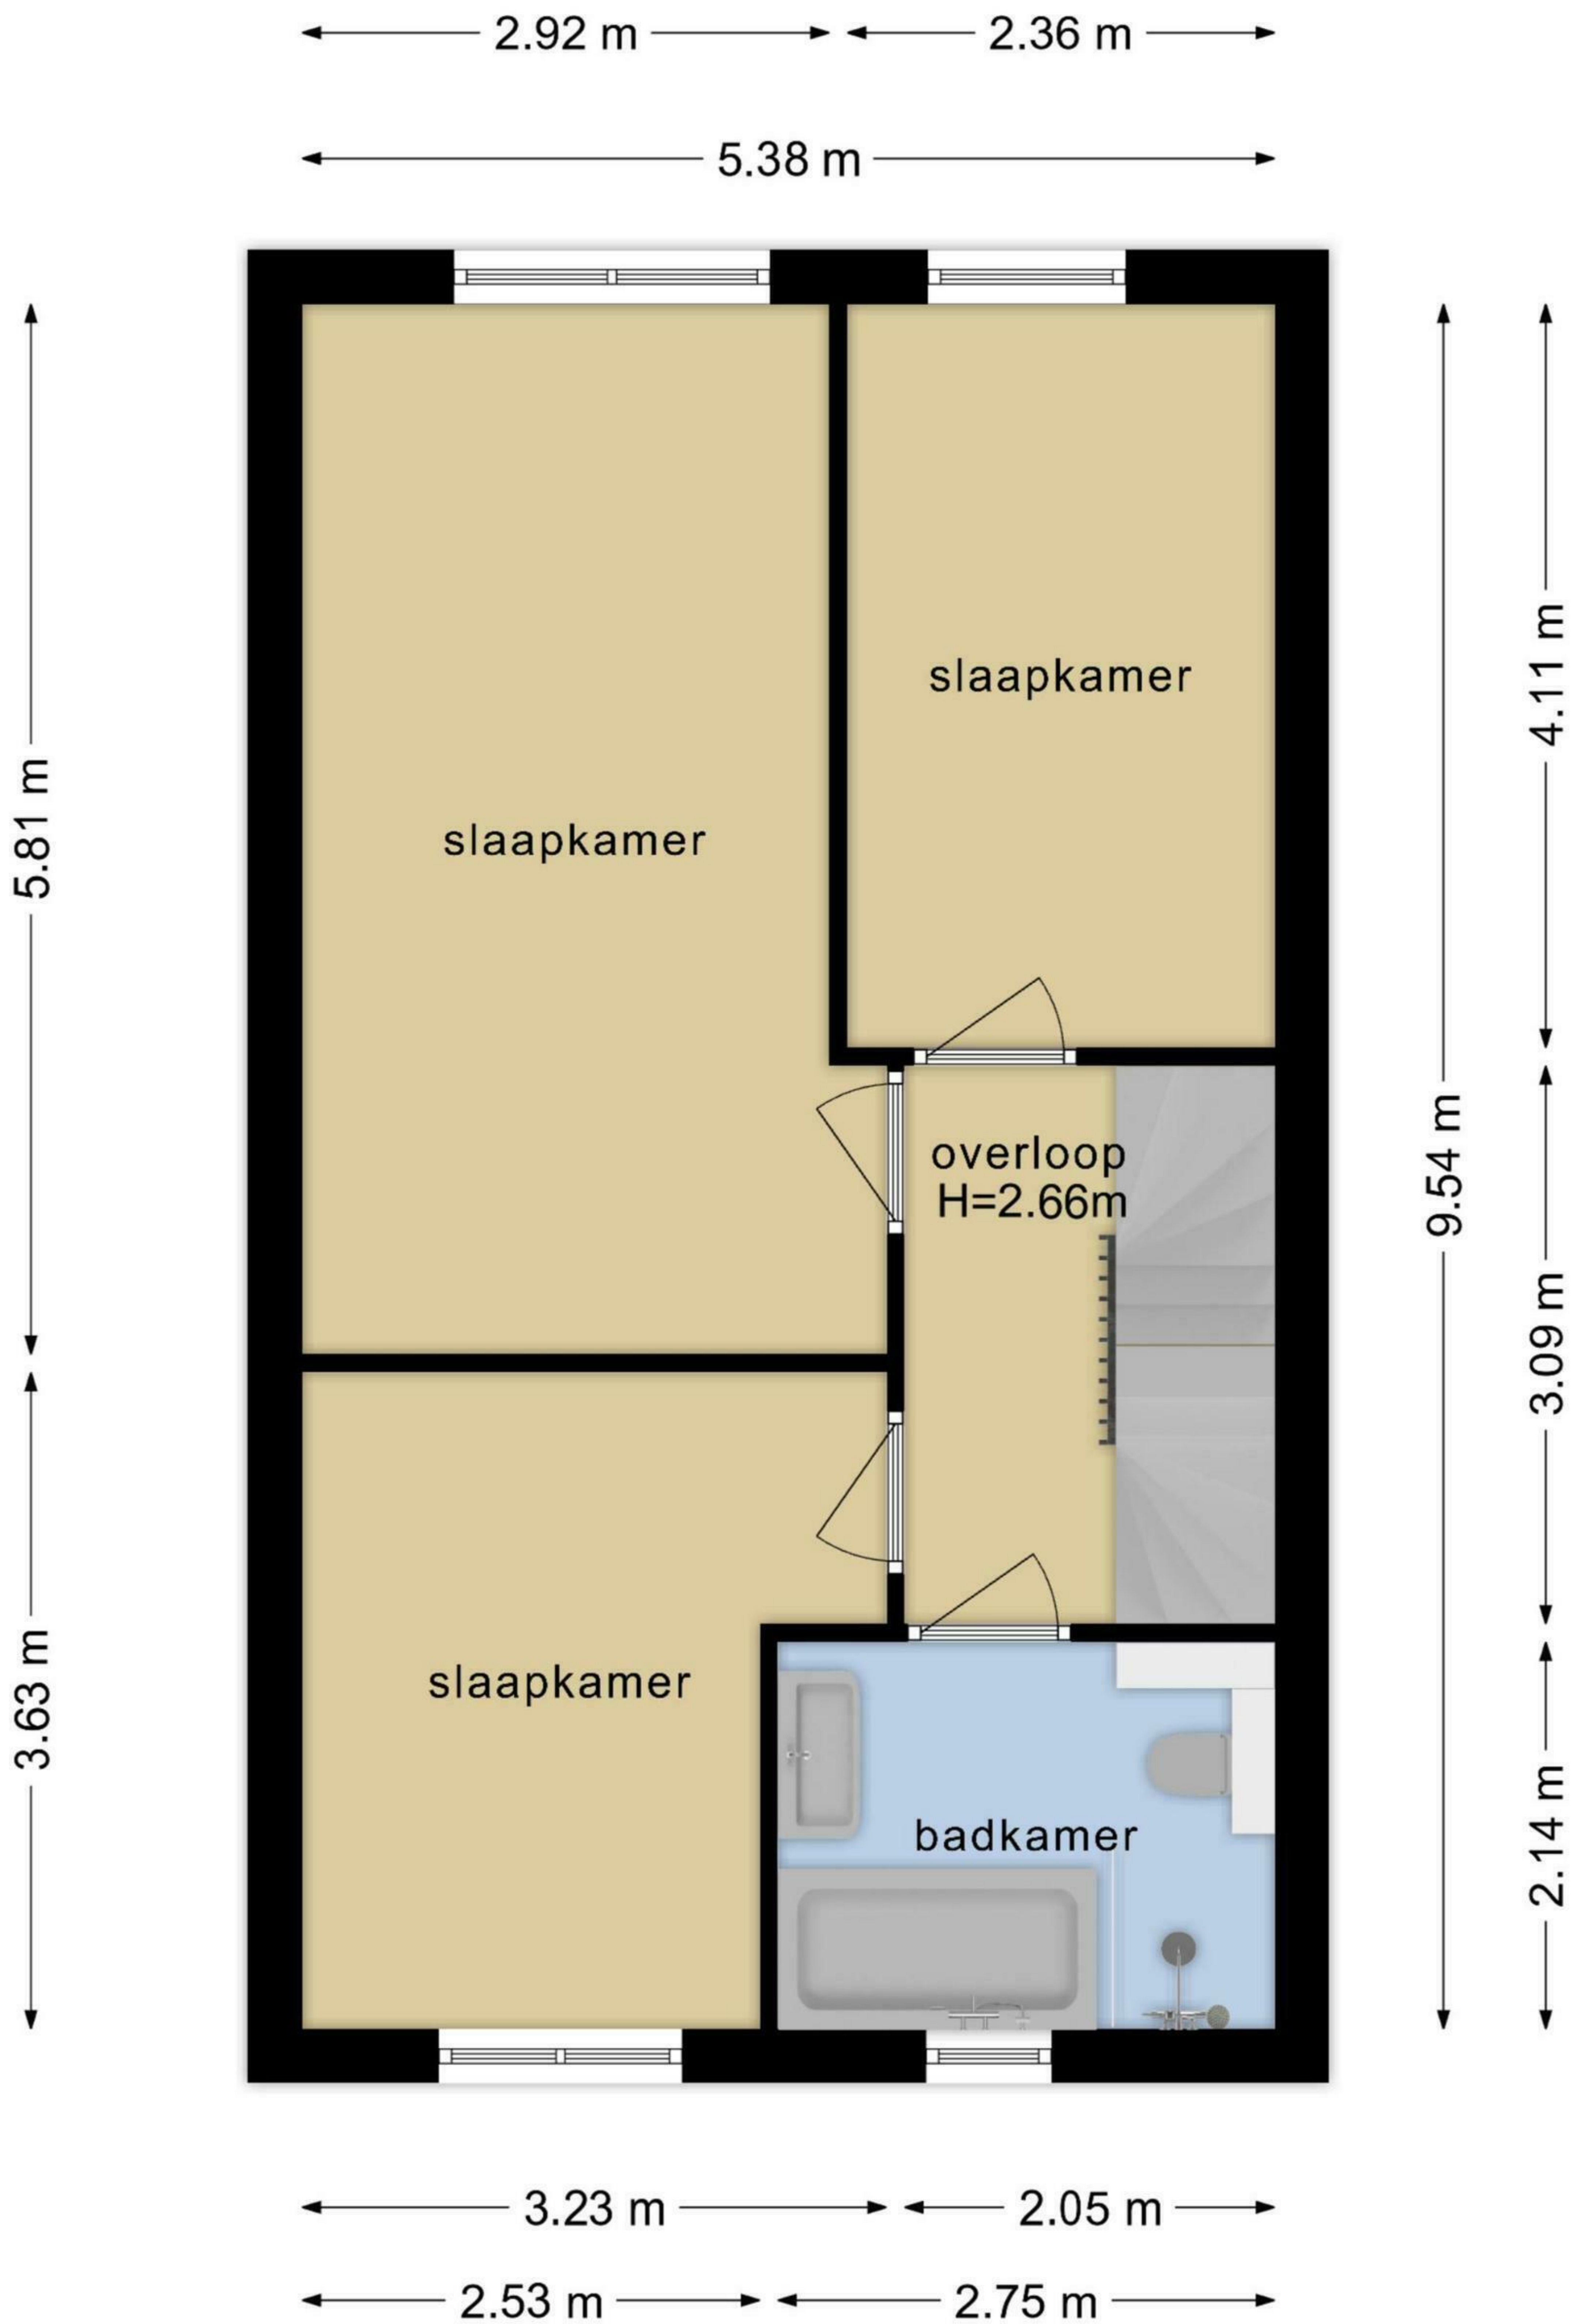 2.92 m
2.36 m
5.38 m
slaapkamer
4.11 m
slaapkamer
5.81 m
overloop
H=2.66m
9.54 m
3.09 m
slaapkamer
3.63 m
badkamer
2.14 m
3.23 m
2.05 m
2.53 m
2.75 m